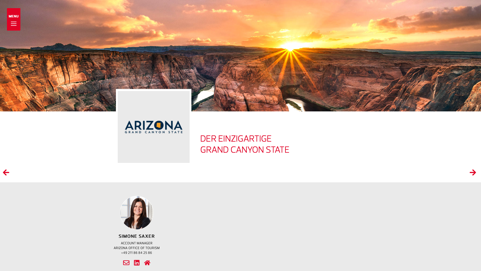 MENU
ARIZONA
GRAND CANYON STATE
DER EINZIGARTIGE
GRAND CANYON STATE
SIMONE SAXER
ACCOUNT MANAGER
ARIZONA OFFICE OF TOURISM